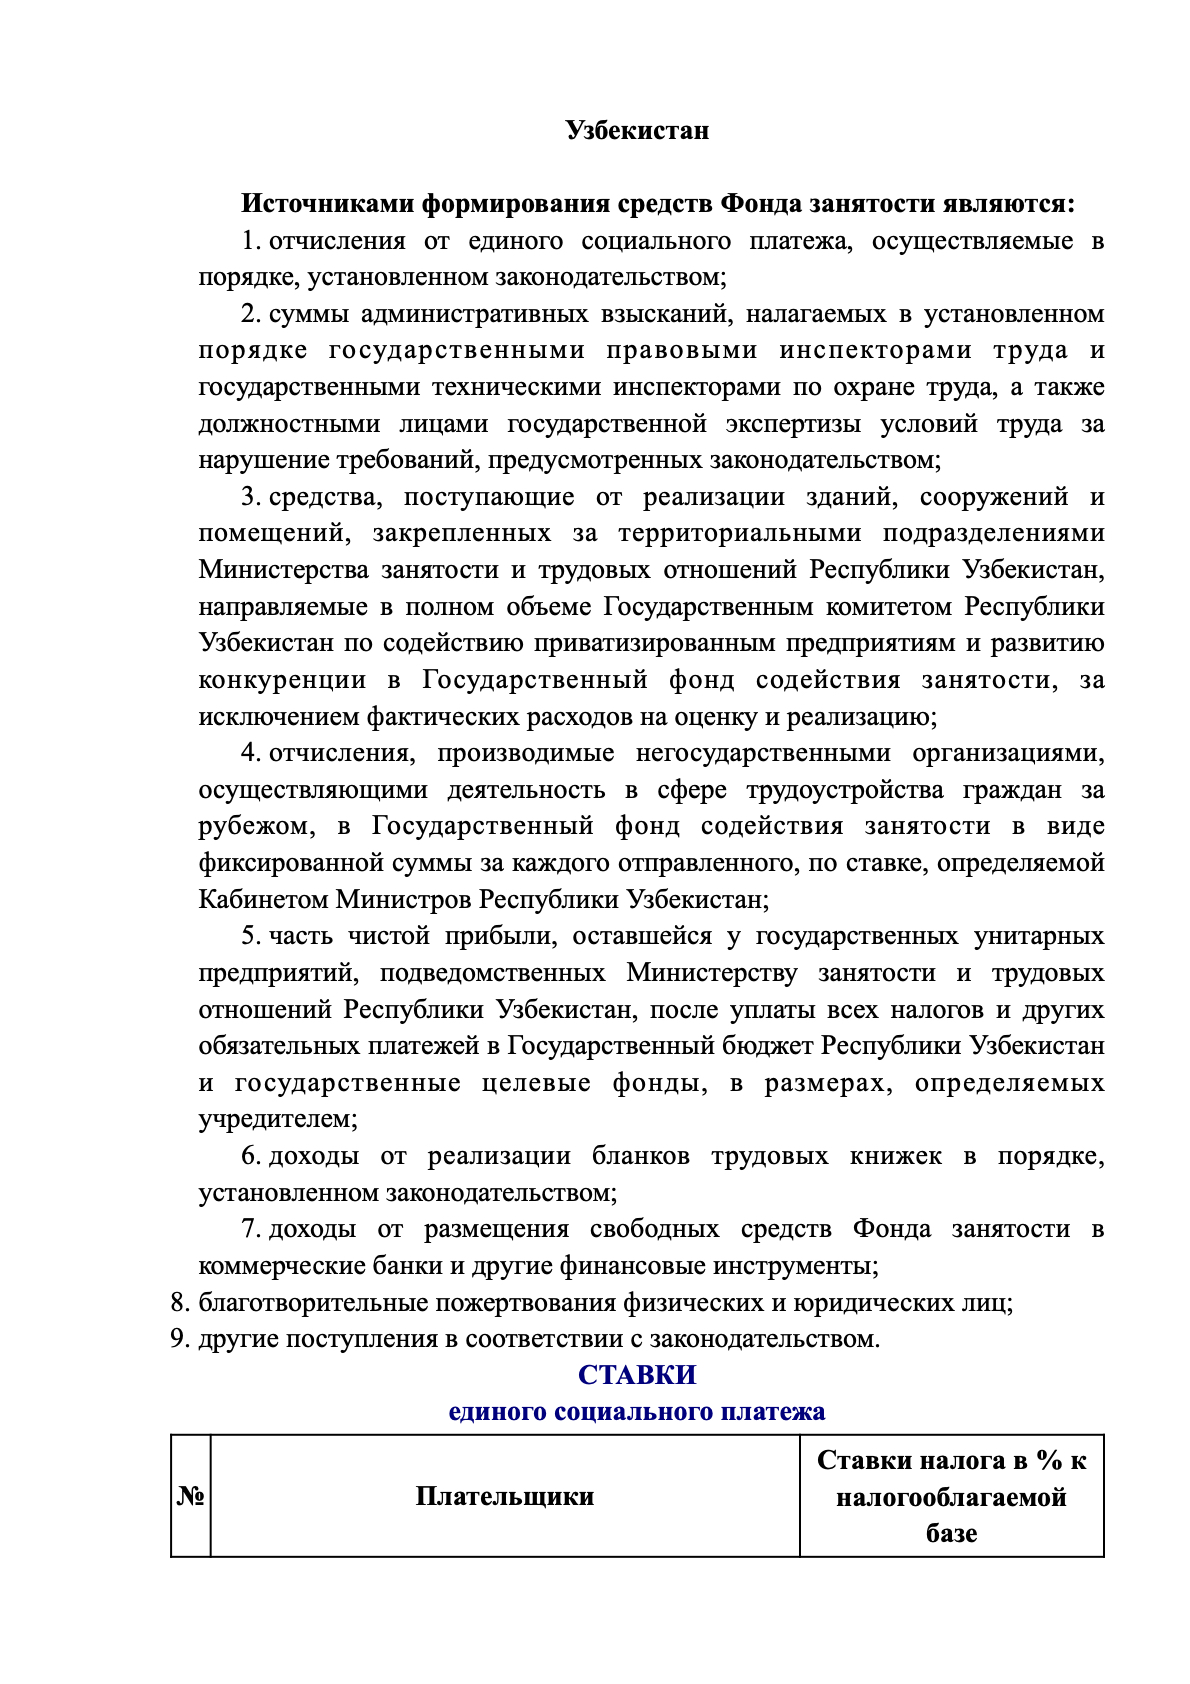 Узбекистан
Источниками формирования средств Фонда занятости являются:
1. отчисления от единого социального платежа, осуществляемые в
порядке, установленном законодательством;
2. суммы административных взысканий, налагаемых в установленном
порядке государственными правовыми инспекторами труда и
государственными техническими инспекторами по охране труда, а также
должностными лицами государственной экспертизы условий труда за
нарушение требований, предусмотренных законодательством;
3. средства, поступающие от реализации зданий, сооружений и
помещений, закрепленных за территориальными подразделениями
Министерства занятости и трудовых отношений Республики Узбекистан,
направляемые в полном объеме Государственным комитетом Республики
Узбекистан по содействию приватизированным предприятиям и развитию
конкуренции в Государственный фонд содействия занятости, за
исключением фактических расходов на оценку и реализацию;
4. отчисления, производимые негосударственными организациями,
осуществляющими деятельность в сфере трудоустройства граждан за
рубежом, в Государственный фонд содействия занятости в виде
фиксированной суммы за каждого отправленного, по ставке, определяемой
Кабинетом Министров Республики Узбекистан;
5. часть чистой прибыли, оставшейся у государственных унитарных
предприятий, подведомственных Министерству занятости и трудовых
отношений Республики Узбекистан, после уплаты всех налогов и других
обязательных платежей в Государственный бюджет Республики Узбекистан
и государственные целевые фонды, в размерах, определяемых
учредителем;
6. доходы от реализации бланков трудовых книжек в порядке,
установленном законодательством;
7. доходы от размещения свободных средств Фонда занятости в
коммерческие банки и другие финансовые инструменты;
8. благотворительные пожертвования физических и юридических лиц;
9. другие поступления в соответствии с законодательством.
СТАВКИ
единого социального платежа
№
Плательщики
Ставки налога в % к
налогооблагаемой
базе